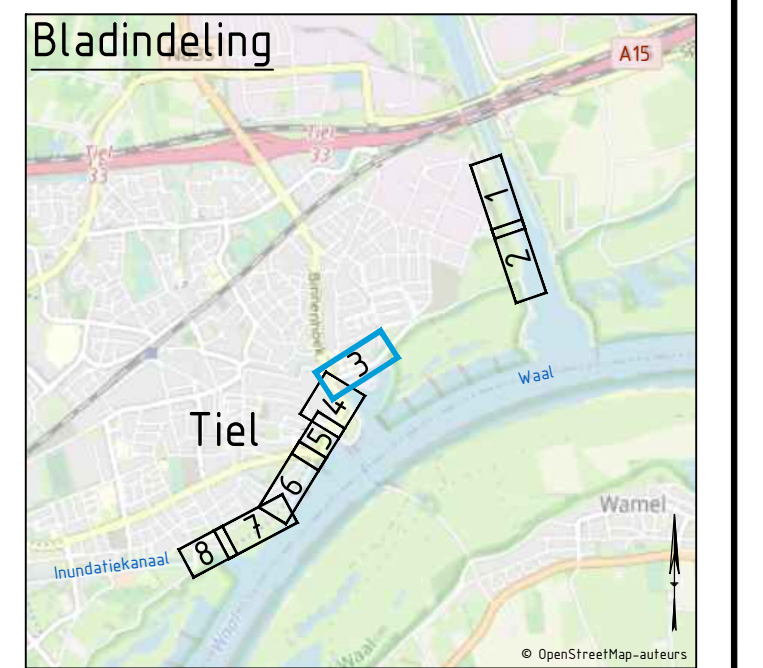 Bladindeling
A15
Tiel
33
Tiel
33
1
2
Binnenhoek
3
Waal
4
Tiel
5
6
Wamel
7
8
Inundatiekanaal
Waal
Waal
© OpenStreetMap-auteurs